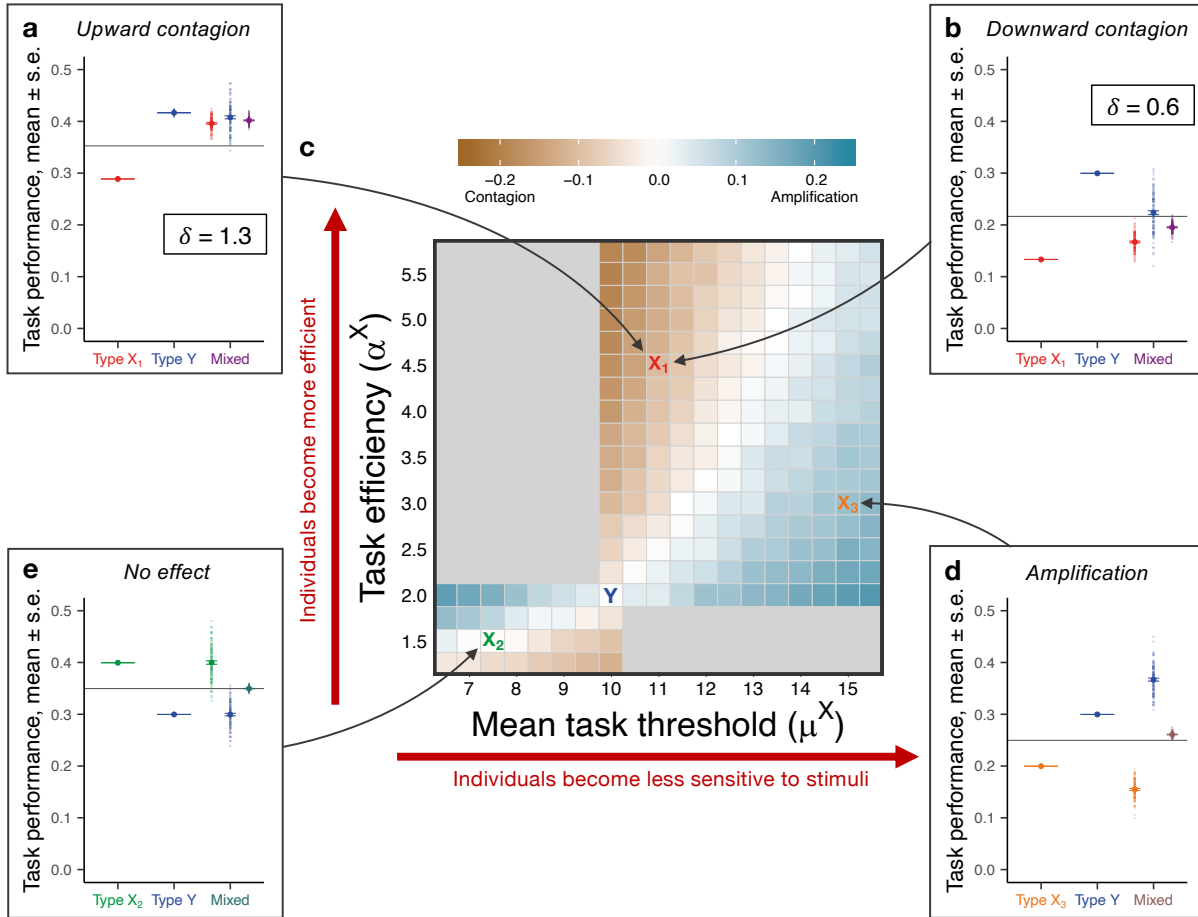 a
Upward contagion
Task performance, mean ± s.e.
0.5
0.4
0.3
0.2
0.1
0.0
δ = 1.3
Type X₁
Type Y
Mixed
b
Downward contagion
Task performance, mean ± s.e.
0.5
0.4
0.3
0.2
0.1
0.0
δ = 0.6
Type X₁
Type Y
Mixed
c
−0.2
−0.1
0.0
0.1
0.2
Contagion
Amplification
Individuals become more efficient
Task efficiency (αˣ)
5.5
5.0
4.5
4.0
3.5
3.0
2.5
2.0
1.5
X₁
X₃
Y
X₂
7
8
9
10
11
12
13
14
15
Mean task threshold (μˣ)
Individuals become less sensitive to stimuli
e
No effect
Task performance, mean ± s.e.
0.5
0.4
0.3
0.2
0.1
0.0
Type X₂
Type Y
Mixed
d
Amplification
Task performance, mean ± s.e.
0.5
0.4
0.3
0.2
0.1
0.0
Type X₃
Type Y
Mixed